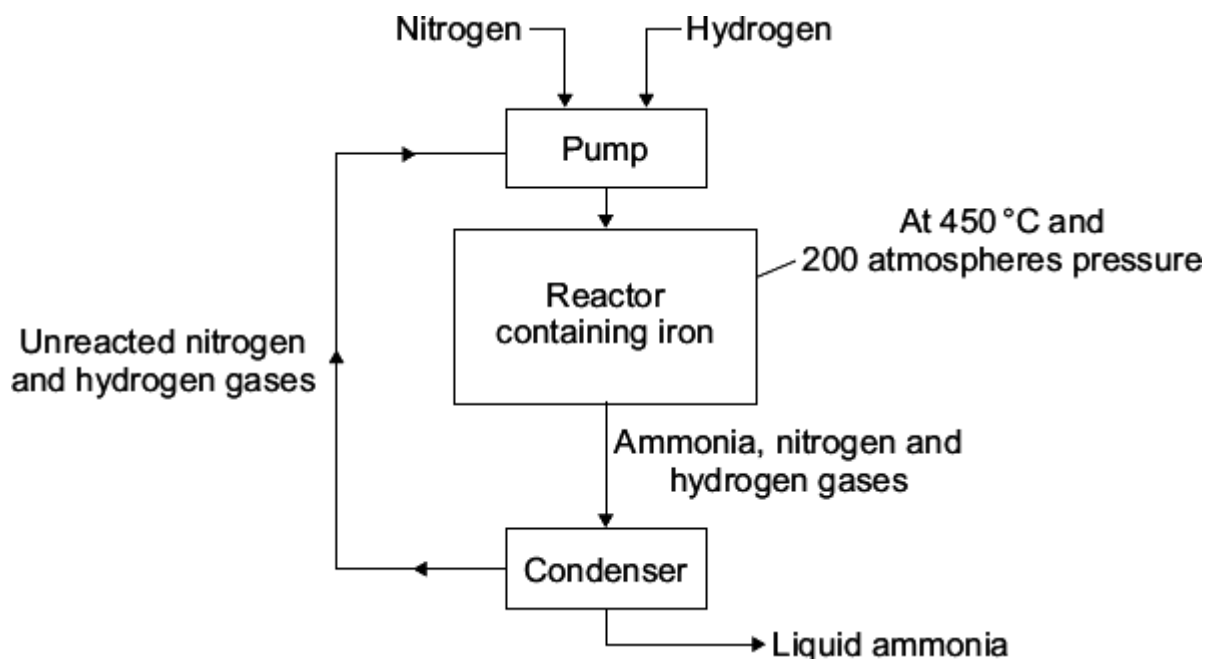 Nitrogen
Hydrogen
Pump
At 450 °C and
200 atmospheres pressure
Reactor
containing iron
Unreacted nitrogen
and hydrogen gases
Ammonia, nitrogen and
hydrogen gases
Condenser
Liquid ammonia